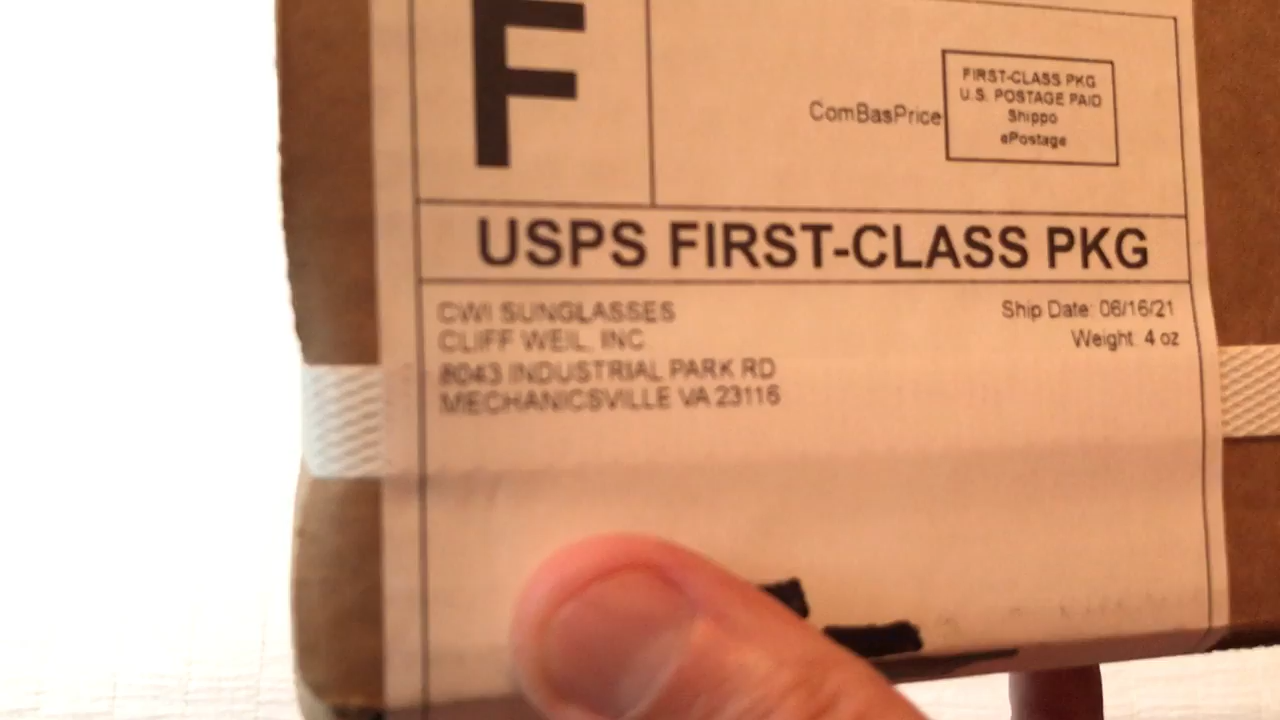 F
ComBasPrice
FIRST-CLASS PKG
U.S. POSTAGE PAID
Shippo
ePostage
USPS FIRST-CLASS PKG
CWI SUNGLASSES
CLIFF WEIL, INC
8043 INDUSTRIAL PARK RD
MECHANICSVILLE VA 23116
Ship Date: 06/16/21
Weight: 4 oz